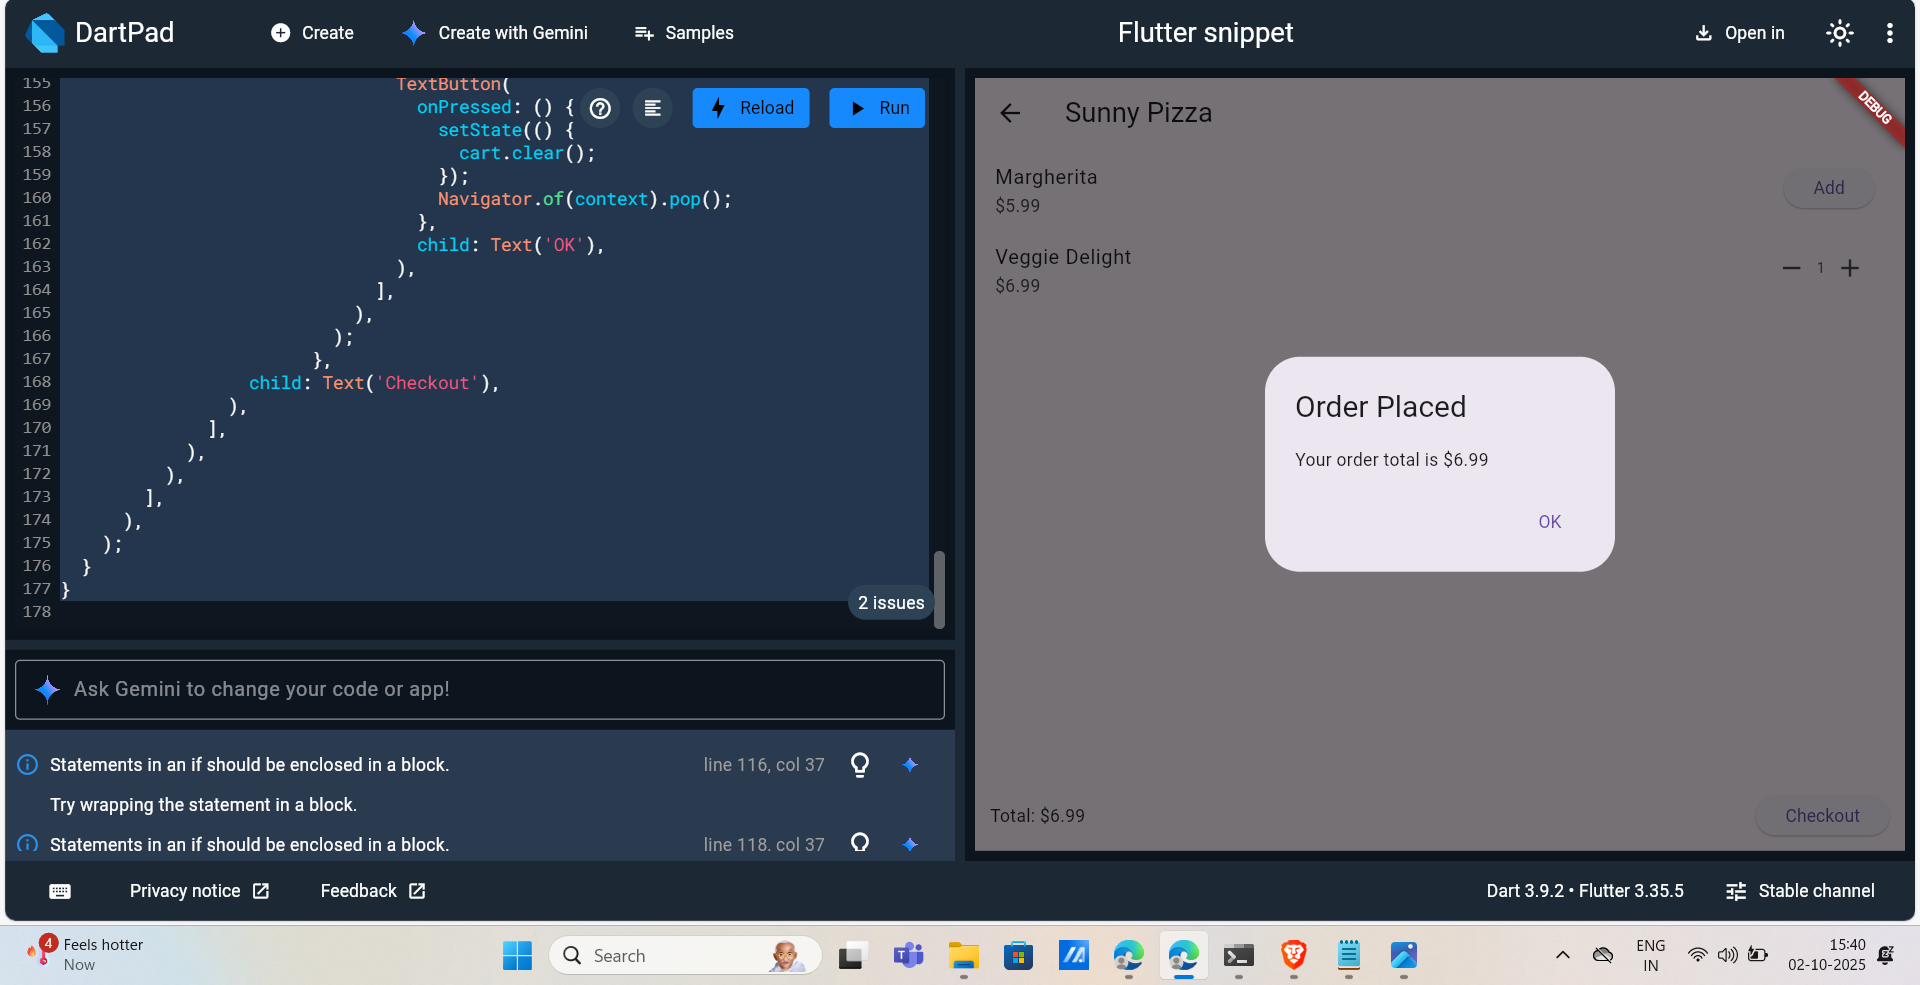 DartPad
Create
Create with Gemini
Samples
Flutter snippet
Open in
155 TextButton(
156 onPressed: () {
157 setState(() {
158 cart.clear();
159 });
160 Navigator.of(context).pop();
161 },
162 child: Text('OK'),
163 ),
164 ],
165 ),
166 );
167 },
168 child: Text('Checkout'),
169 ),
170 ],
171 ),
172 ),
173 ],
174 ),
175 );
176 }
177 }
178
Reload
Run
2 issues
Ask Gemini to change your code or app!
Statements in an if should be enclosed in a block. line 116, col 37
Try wrapping the statement in a block.
Statements in an if should be enclosed in a block. line 118, col 37
Sunny Pizza
DEBUG
Margherita
$5.99
Add
Veggie Delight
$6.99
1
Order Placed
Your order total is $6.99
OK
Total: $6.99
Checkout
Privacy notice
Feedback
Dart 3.9.2 • Flutter 3.35.5
Stable channel
4
Feels hotter
Now
Search
ENG
IN
15:40
02-10-2025